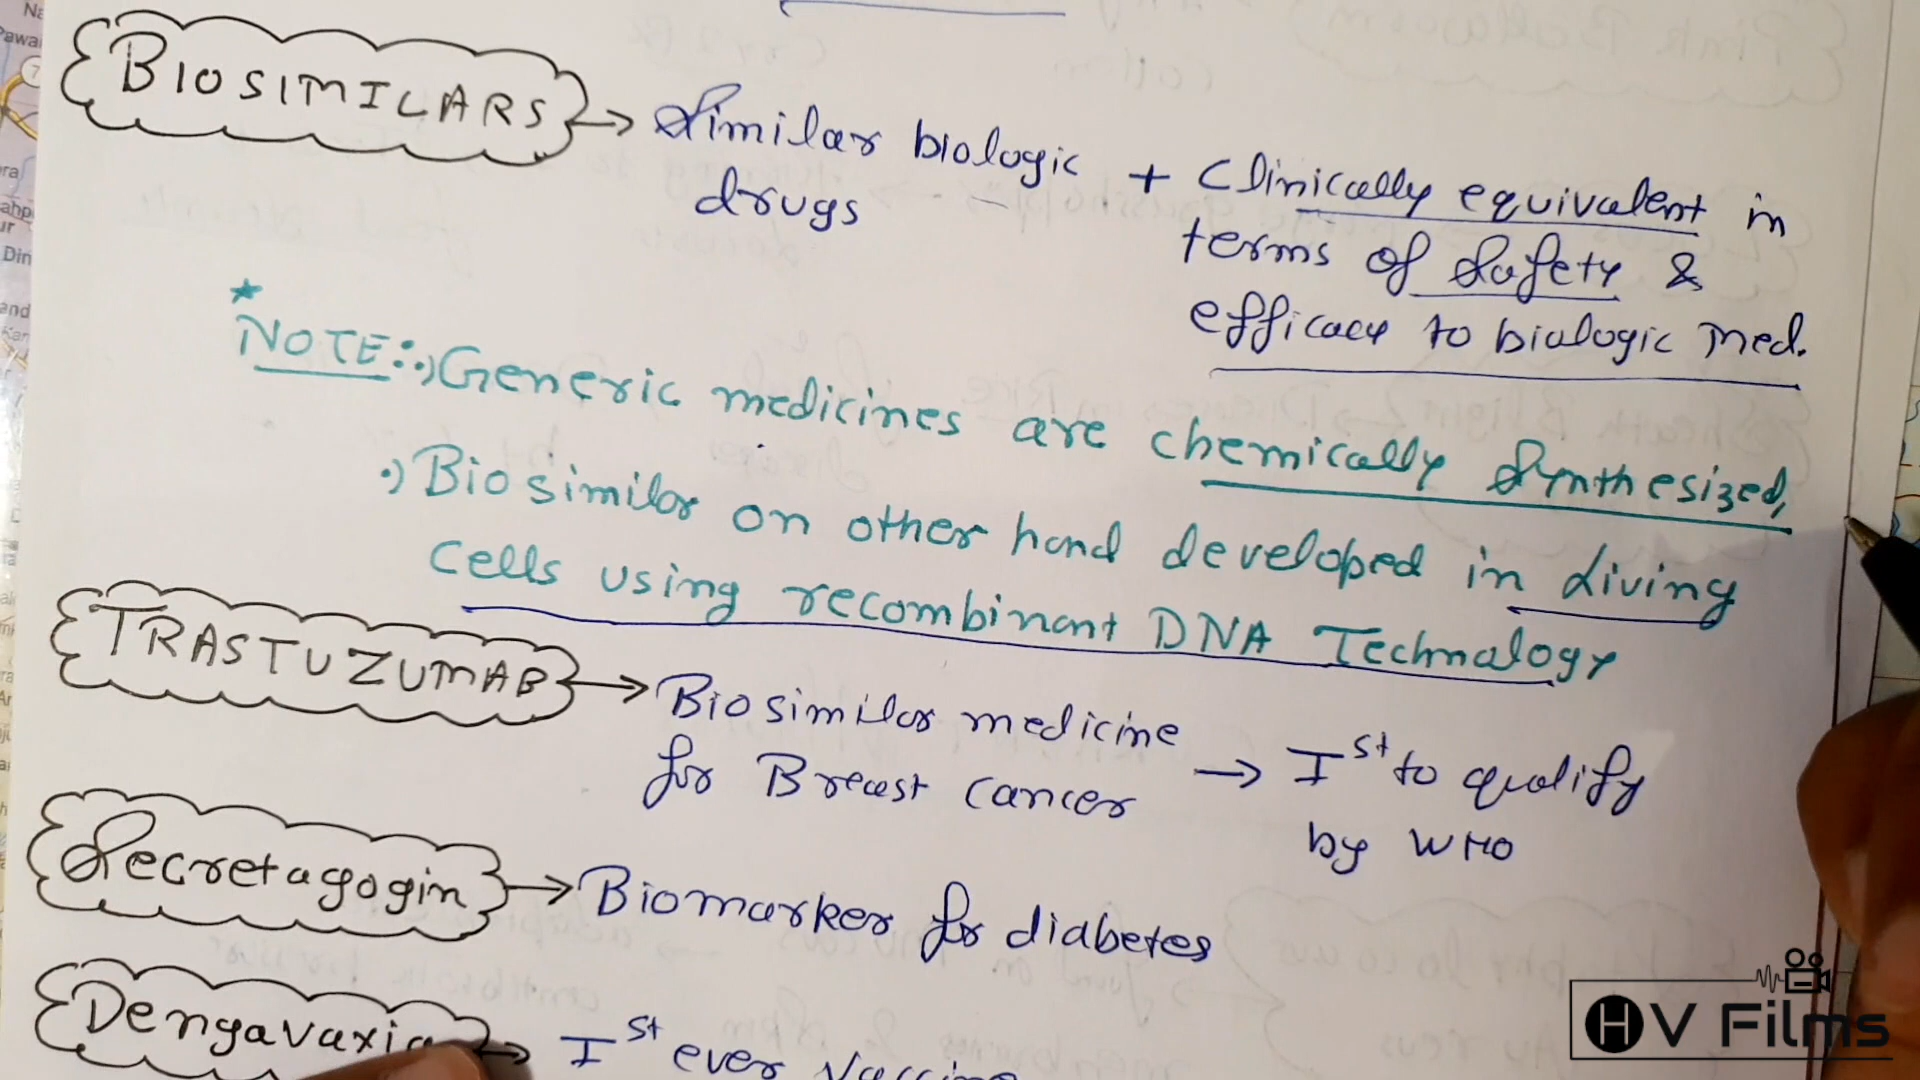 BIOSIMILARS → Similar biologic drugs + Clinically equivalent in
terms of Safety &
efficacy to biologic med.
* NOTE:·) Generic medicines are chemically Synthesized,
·) Biosimilar on other hand developed in living
cells using recombinant DNA Technology
TRASTUZUMAB → Biosimilar medicine
for Breast cancer → Ist to qualify
by WHO
Secretagogin → Biomarker for diabetes
Dengavaxia → Ist ever Vaccine
HV Films